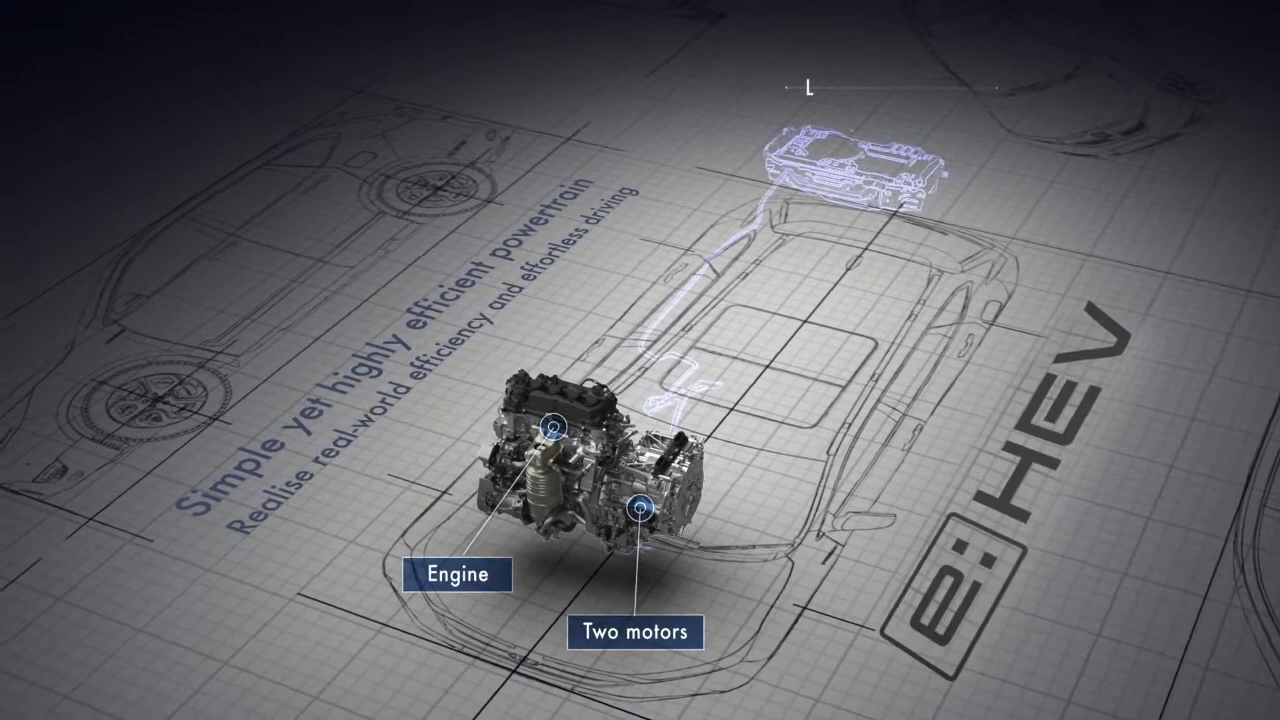 L
Simple yet highly efficient powertrain
Realise real-world efficiency and effortless driving
e:HEV
Engine
Two motors